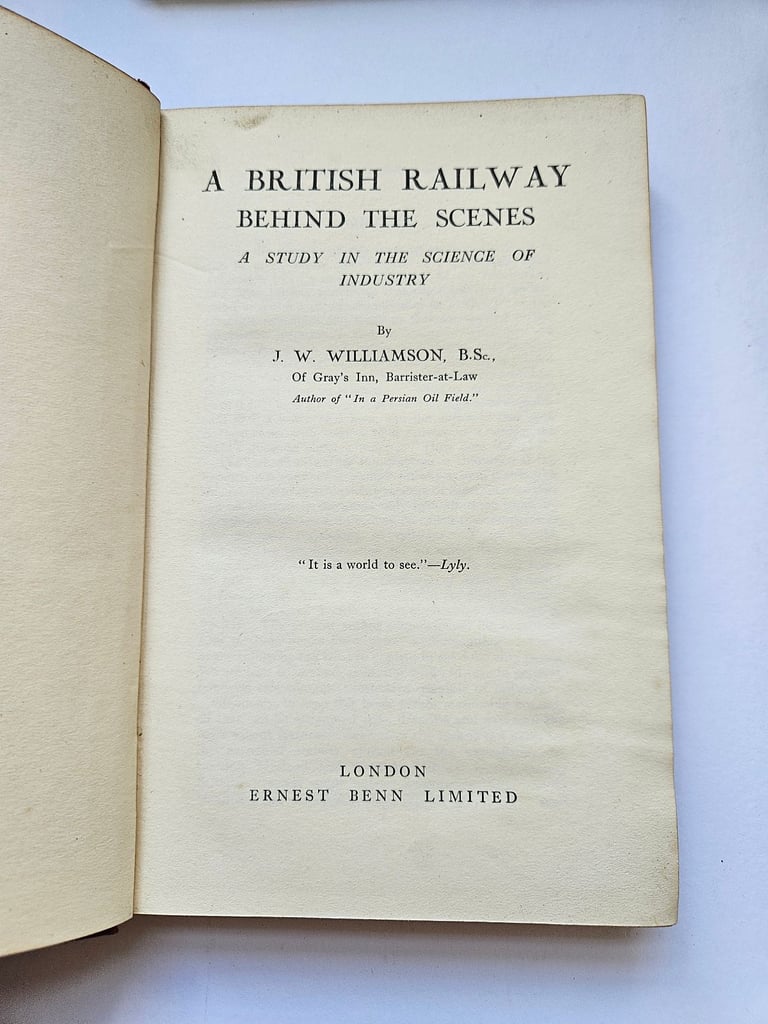 A BRITISH RAILWAY
BEHIND THE SCENES
A STUDY IN THE SCIENCE OF
INDUSTRY
By
J. W. WILLIAMSON, B.Sc.,
Of Gray's Inn, Barrister-at-Law
Author of "In a Persian Oil Field."
"It is a world to see."—Lyly.
LONDON
ERNEST BENN LIMITED